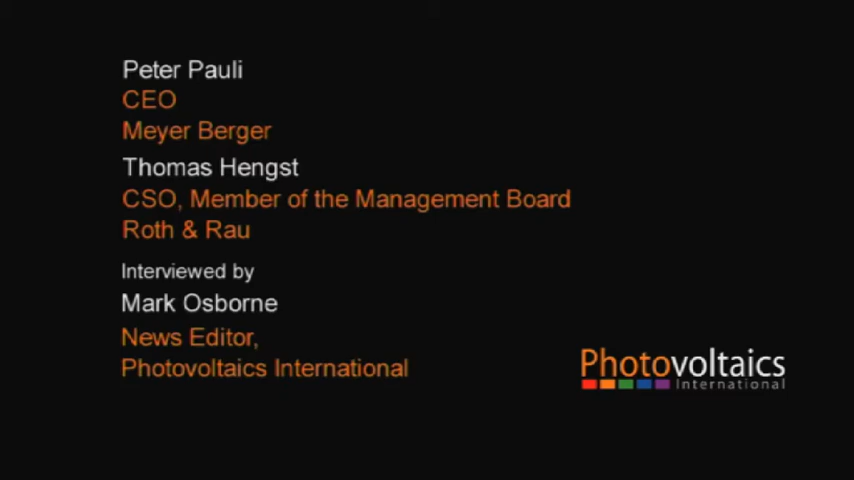 Peter Pauli
CEO
Meyer Berger
Thomas Hengst
CSO, Member of the Management Board
Roth & Rau
Interviewed by
Mark Osborne
News Editor,
Photovoltaics International
Photovoltaics
International